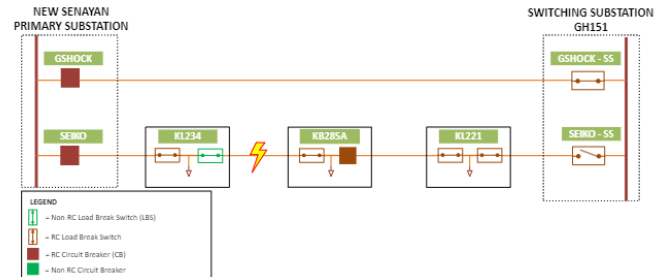 NEW SENAYAN
PRIMARY SUBSTATION
SWITCHING SUBSTATION
GH151
GSHOCK
GSHOCK - SS
SEIKO
KL234
KB285A
KL221
SEIKO - SS
LEGEND
= Non RC Load Break Switch (LBS)
= RC Load Break Switch
= RC Circuit Breaker (CB)
= Non RC Circuit Breaker